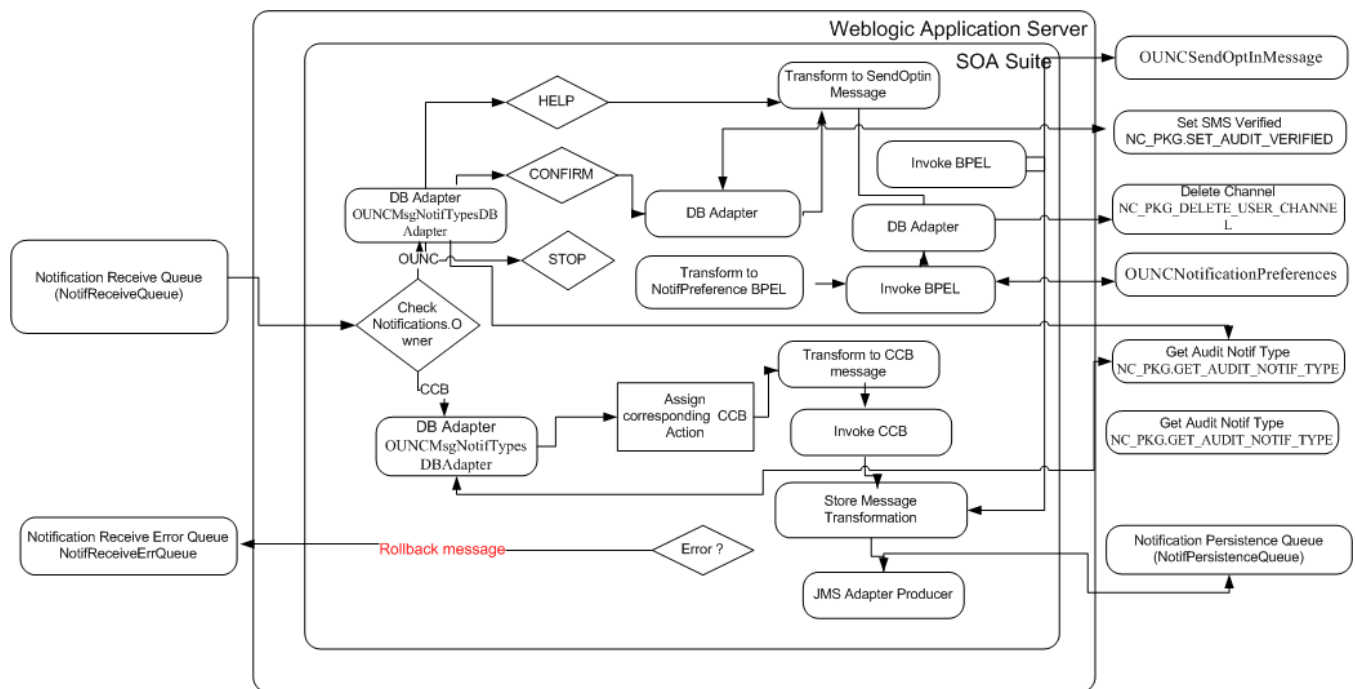 Weblogic Application Server
SOA Suite
OUNCSendOptInMessage
HELP
Transform to SendOptin
Message
Set SMS Verified
NC_PKG.SET_AUDIT_VERIFIED
CONFIRM
Invoke BPEL
DB Adapter
OUNCMsgNotifTypesDB
Adapter
DB Adapter
DB Adapter
Delete Channel
NC_PKG_DELETE_USER_CHANNE
L
OUNC
STOP
Notification Receive Queue
(NotifReceiveQueue)
Transform to
NotifPreference BPEL
Invoke BPEL
OUNCNotificationPreferences
Check
Notifications.O
wner
Transform to CCB
message
Get Audit Notif Type
NC_PKG.GET_AUDIT_NOTIF_TYPE
CCB
Assign
corresponding CCB
Action
DB Adapter
OUNCMsgNotifTypes
DBAdapter
Invoke CCB
Get Audit Notif Type
NC_PKG.GET_AUDIT_NOTIF_TYPE
Store Message
Transformation
Notification Receive Error Queue
NotifReceiveErrQueue
Rollback message
Error ?
Notification Persistence Queue
(NotifPersistenceQueue)
JMS Adapter Producer